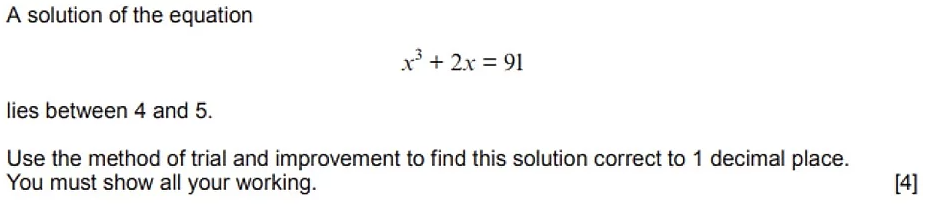 A solution of the equation
x³ + 2x = 91
lies between 4 and 5.
Use the method of trial and improvement to find this solution correct to 1 decimal place.
You must show all your working. [4]